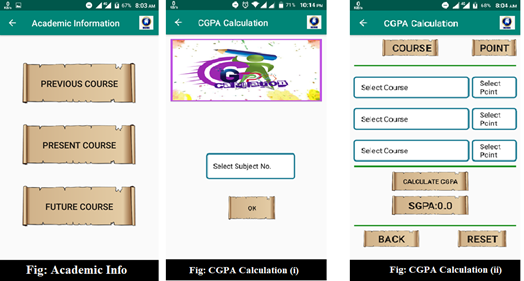 67% 8:03 AM
Academic Information
PREVIOUS COURSE
PRESENT COURSE
FUTURE COURSE
Fig: Academic Info
71% 10:14 PM
CGPA Calculation
CGPA
Calculation
Select Subject No.
OK
Fig: CGPA Calculation (i)
68% 8:04 AM
CGPA Calculation
COURSE POINT
Select Course Select Point
Select Course Select Point
Select Course Select Point
CALCULATE CGPA
SGPA:0.0
BACK RESET
Fig: CGPA Calculation (ii)